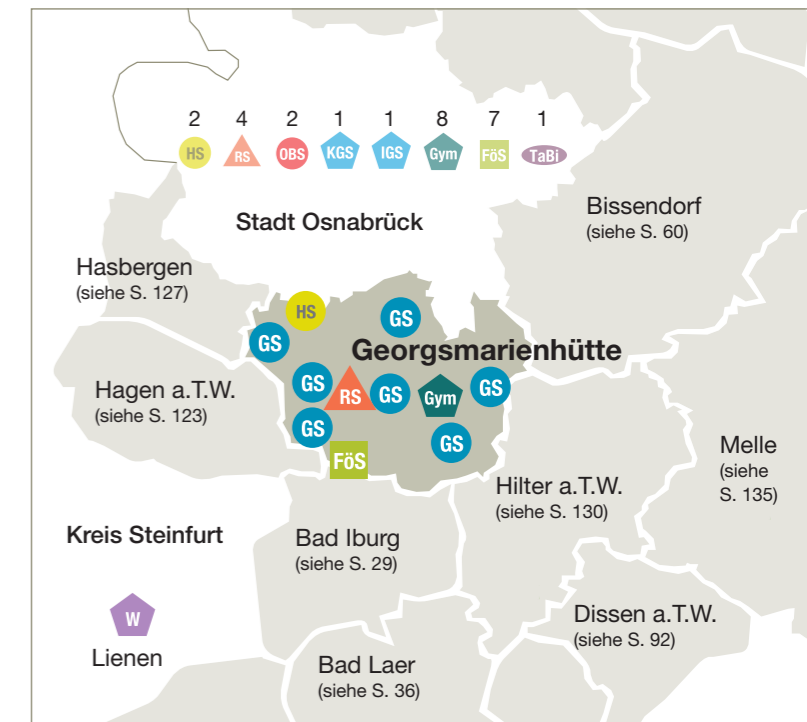 2 4 2 1 1 8 7 1
HS RS OBS KGS IGS Gym FöS TaBi
Stadt Osnabrück
Bissendorf
(siehe S. 60)
Hasbergen
(siehe S. 127)
HS
GS
GS
Georgsmarienhütte
Hagen a.T.W.
(siehe S. 123)
GS
RS
GS
Gym
GS
GS
GS
FöS
Melle
(siehe
S. 135)
Hilter a.T.W.
(siehe S. 130)
Kreis Steinfurt
Bad Iburg
(siehe S. 29)
W
Lienen
Dissen a.T.W.
(siehe S. 92)
Bad Laer
(siehe S. 36)